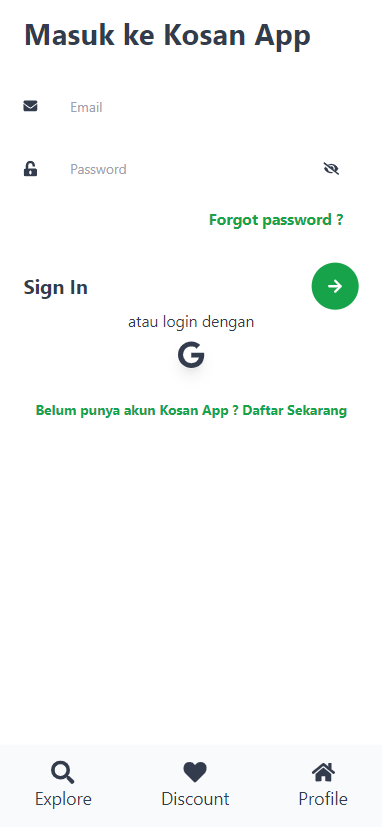 Masuk ke Kosan App
Email
Password
Forgot password ?
Sign In
atau login dengan
G
Belum punya akun Kosan App ? Daftar Sekarang
Explore
Discount
Profile